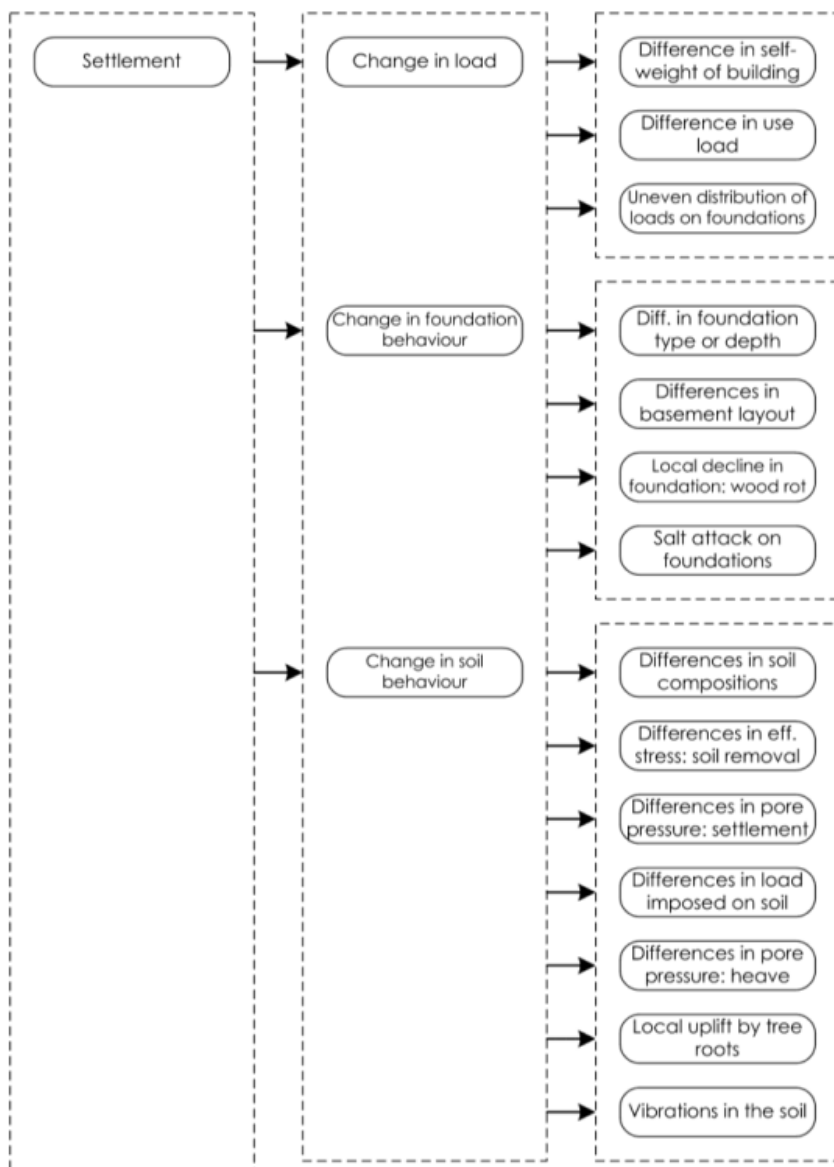 Settlement
Change in load
Difference in self-
weight of building
Difference in use
load
Uneven distribution of
loads on foundations
Change in foundation
behaviour
Diff. in foundation
type or depth
Differences in
basement layout
Local decline in
foundation: wood rot
Salt attack on
foundations
Change in soil
behaviour
Differences in soil
compositions
Differences in eff.
stress: soil removal
Differences in pore
pressure: settlement
Differences in load
imposed on soil
Differences in pore
pressure: heave
Local uplift by tree
roots
Vibrations in the soil